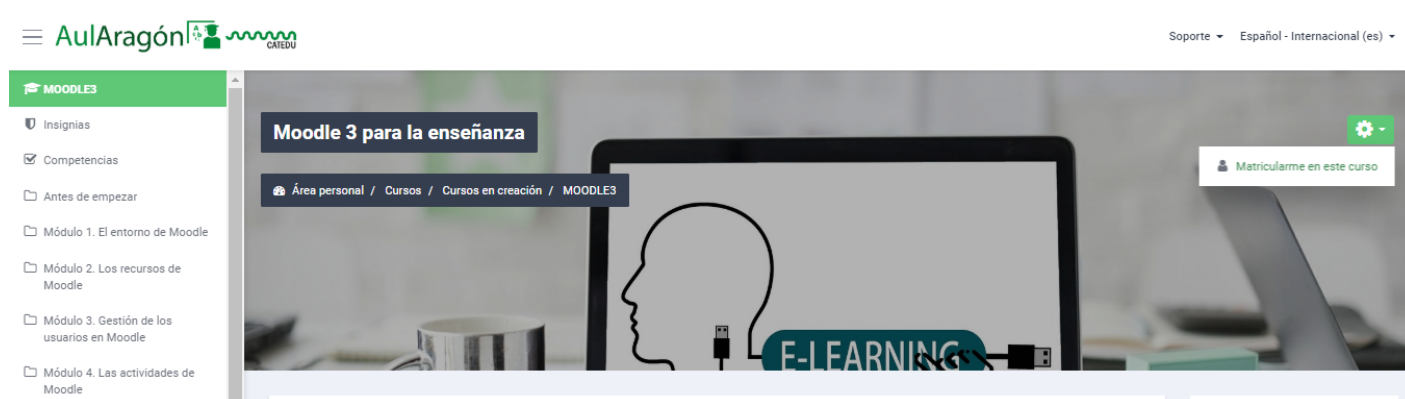 AulAragón
CATEDU
Soporte
Español - Internacional (es)
MOODLE3
Insignias
Competencias
Antes de empezar
Módulo 1. El entorno de Moodle
Módulo 2. Los recursos de
Moodle
Módulo 3. Gestión de los
usuarios en Moodle
Módulo 4. Las actividades de
Moodle
Moodle 3 para la enseñanza
Área personal / Cursos / Cursos en creación / MOODLE3
Matricularme en este curso
E-LEARNING